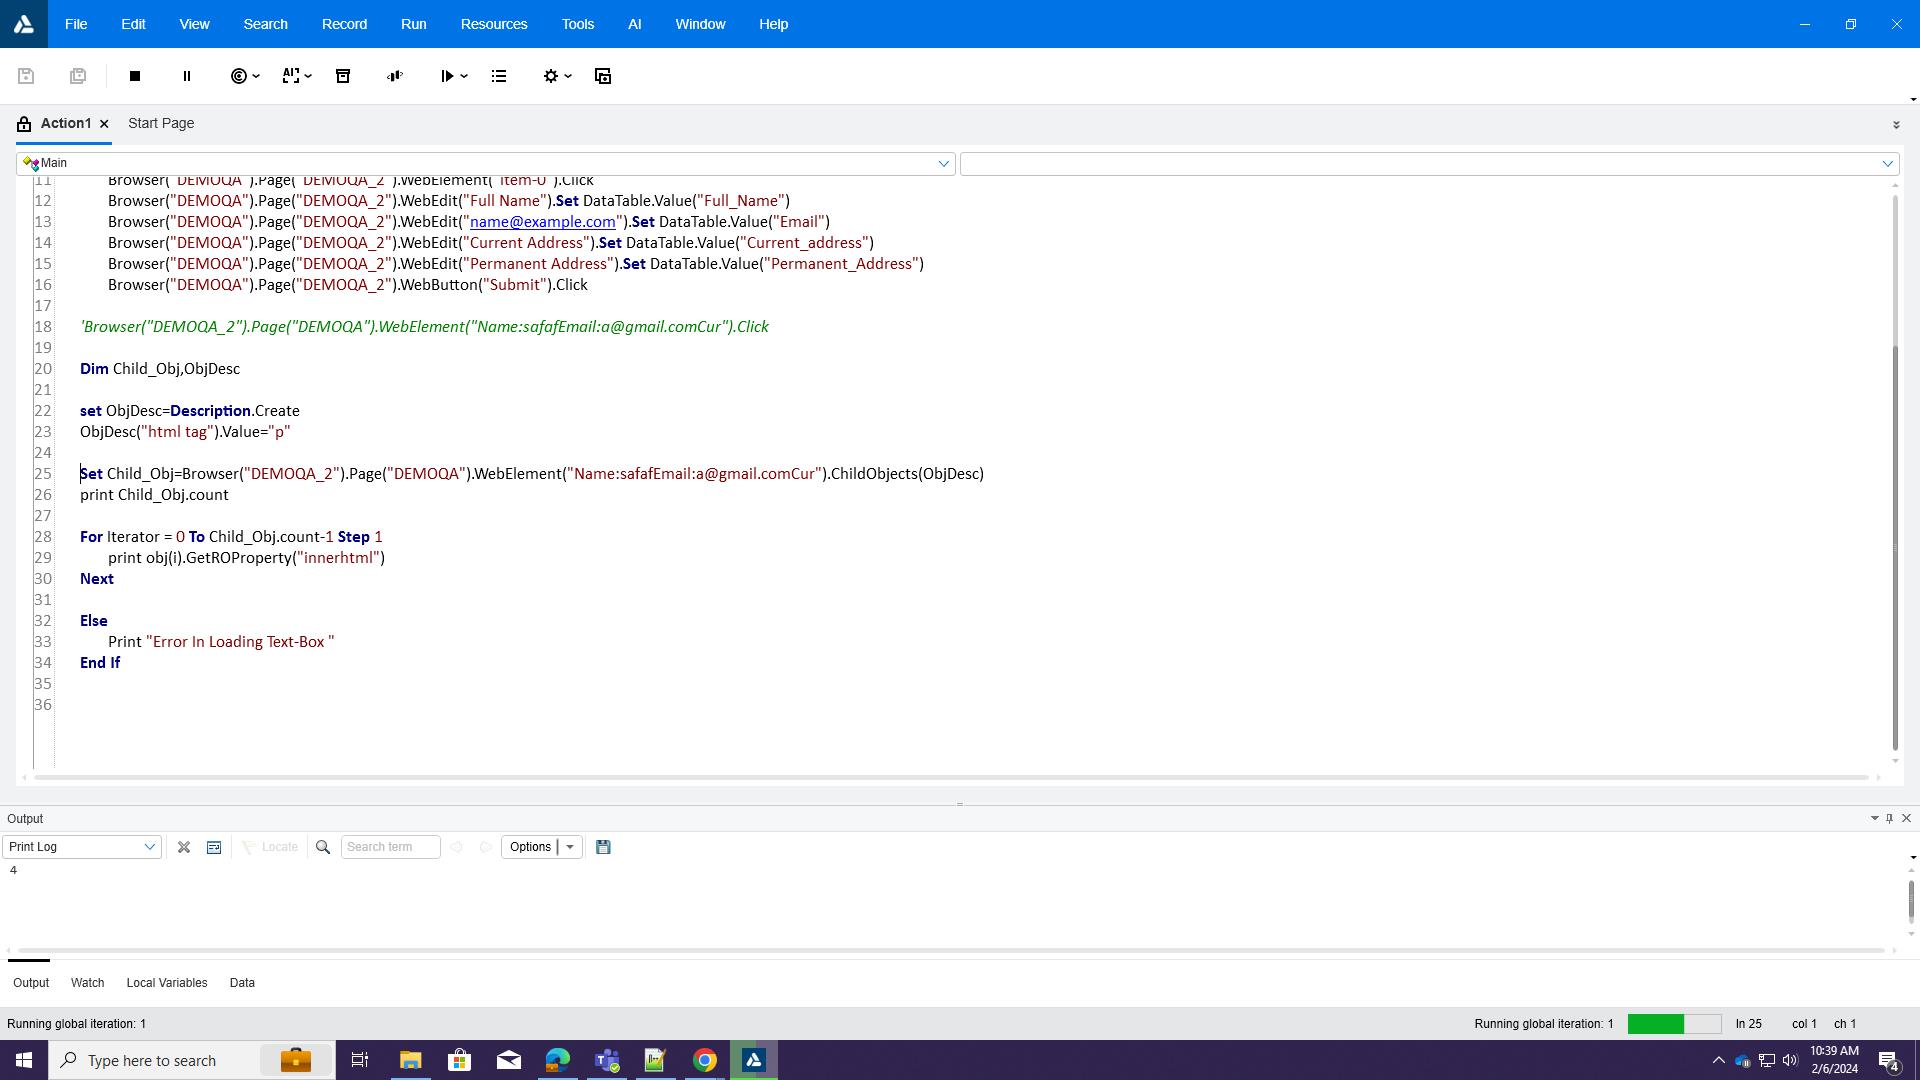 File Edit View Search Record Run Resources Tools AI Window Help
AI
Action1 Start Page
Main
11 Browser("DEMOQA").Page("DEMOQA_2").WebElement("item-0").Click
12 Browser("DEMOQA").Page("DEMOQA_2").WebEdit("Full Name").Set DataTable.Value("Full_Name")
13 Browser("DEMOQA").Page("DEMOQA_2").WebEdit("name@example.com").Set DataTable.Value("Email")
14 Browser("DEMOQA").Page("DEMOQA_2").WebEdit("Current Address").Set DataTable.Value("Current_address")
15 Browser("DEMOQA").Page("DEMOQA_2").WebEdit("Permanent Address").Set DataTable.Value("Permanent_Address")
16 Browser("DEMOQA").Page("DEMOQA_2").WebButton("Submit").Click
17
18 'Browser("DEMOQA_2").Page("DEMOQA").WebElement("Name:safafEmail:a@gmail.comCur").Click
19
20 Dim Child_Obj,ObjDesc
21
22 set ObjDesc=Description.Create
23 ObjDesc("html tag").Value="p"
24
25 Set Child_Obj=Browser("DEMOQA_2").Page("DEMOQA").WebElement("Name:safafEmail:a@gmail.comCur").ChildObjects(ObjDesc)
26 print Child_Obj.count
27
28 For Iterator = 0 To Child_Obj.count-1 Step 1
29 print obj(i).GetROProperty("innerhtml")
30 Next
31
32 Else
33 Print "Error In Loading Text-Box "
34 End If
35
36
Output
Print Log Locate Search term Options
4
Output Watch Local Variables Data
Running global iteration: 1 Running global iteration: 1 ln 25 col 1 ch 1
Type here to search
10:39 AM
2/6/2024
4